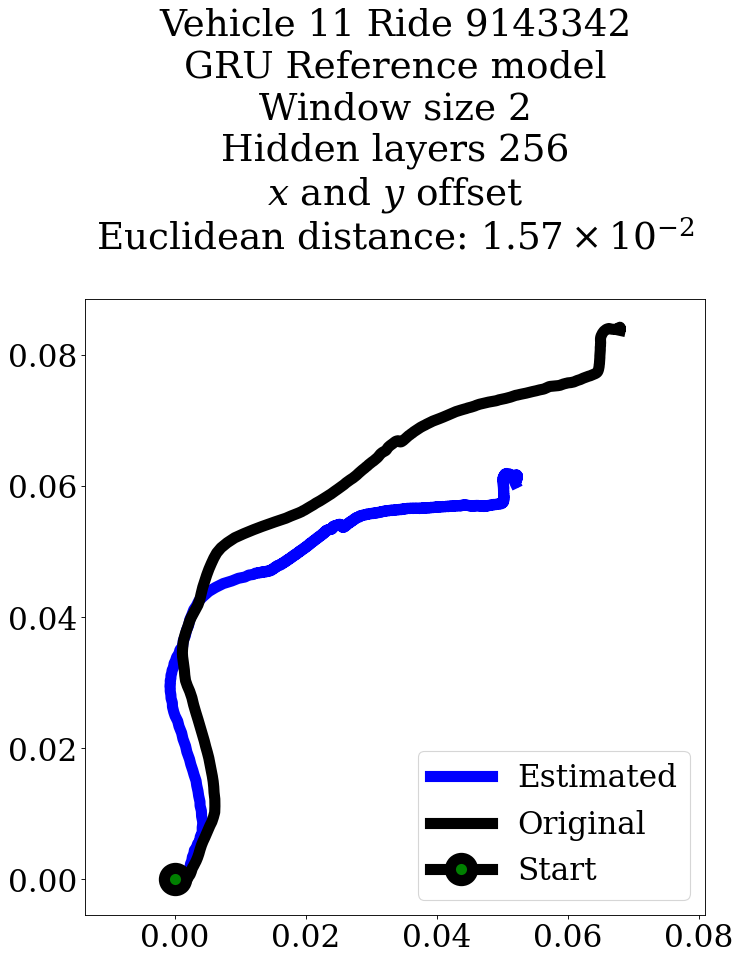 Vehicle 11 Ride 9143342
GRU Reference model
Window size 2
Hidden layers 256
x and y offset
Euclidean distance: 1.57 × 10⁻²
0.08
0.06
0.04
0.02
0.00
Estimated
Original
Start
0.00 0.02 0.04 0.06 0.08